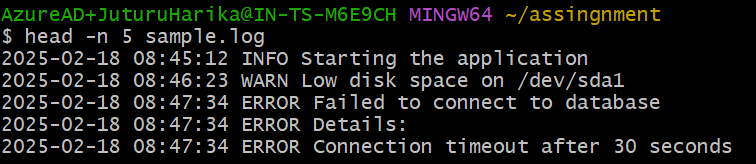 AzureAD+JuturuHarika@IN-TS-M6E9CH MINGW64 ~/assingnment
$ head -n 5 sample.log
2025-02-18 08:45:12 INFO Starting the application
2025-02-18 08:46:23 WARN Low disk space on /dev/sda1
2025-02-18 08:47:34 ERROR Failed to connect to database
2025-02-18 08:47:34 ERROR Details:
2025-02-18 08:47:34 ERROR Connection timeout after 30 seconds